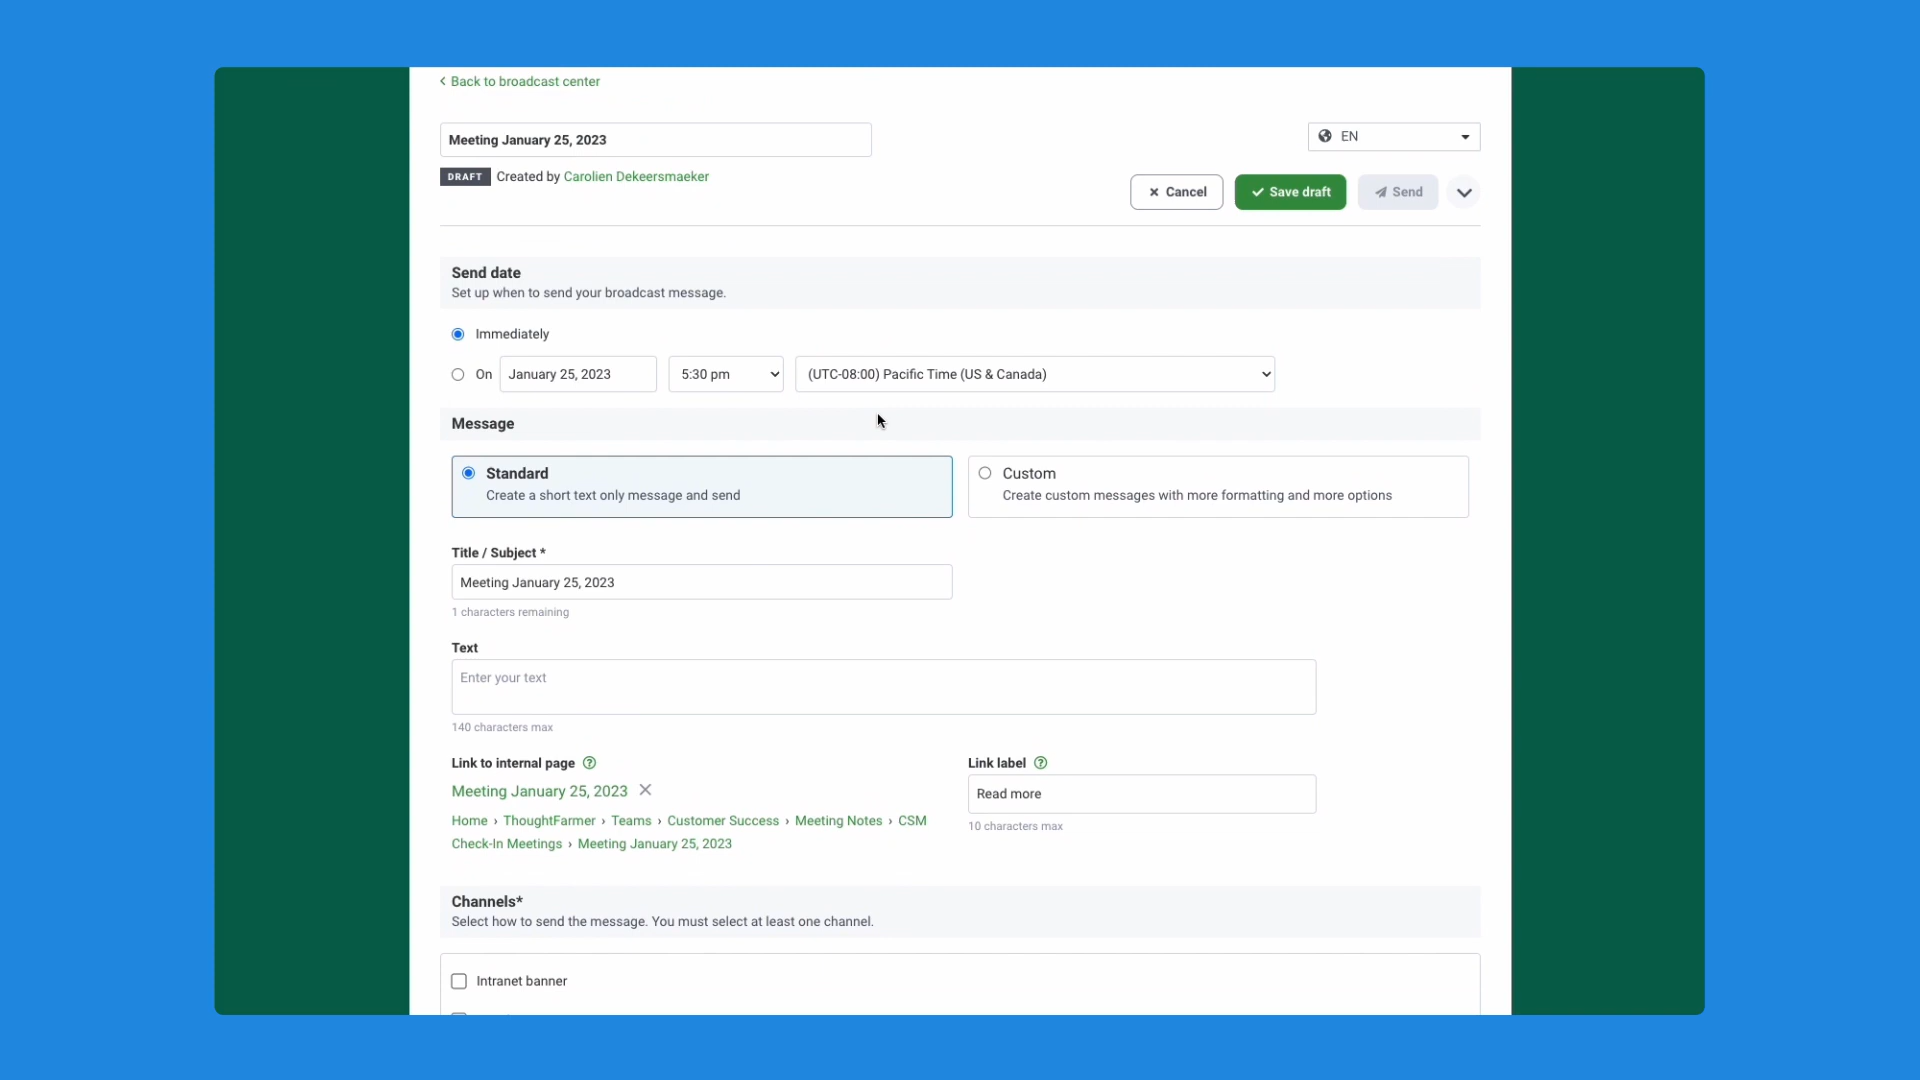 Back to broadcast center
Meeting January 25, 2023
EN
DRAFT Created by Carolien Dekeersmaeker
Cancel Save draft Send
Send date
Set up when to send your broadcast message.
Immediately
On January 25, 2023 5:30 pm (UTC-08:00) Pacific Time (US & Canada)
Message
Standard
Create a short text only message and send
Custom
Create custom messages with more formatting and more options
Title / Subject *
Meeting January 25, 2023
1 characters remaining
Text
Enter your text
140 characters max
Link to internal page ?
Meeting January 25, 2023
Home › ThoughtFarmer › Teams › Customer Success › Meeting Notes › CSM
Check-In Meetings › Meeting January 25, 2023
Link label ?
Read more
10 characters max
Channels*
Select how to send the message. You must select at least one channel.
Intranet banner